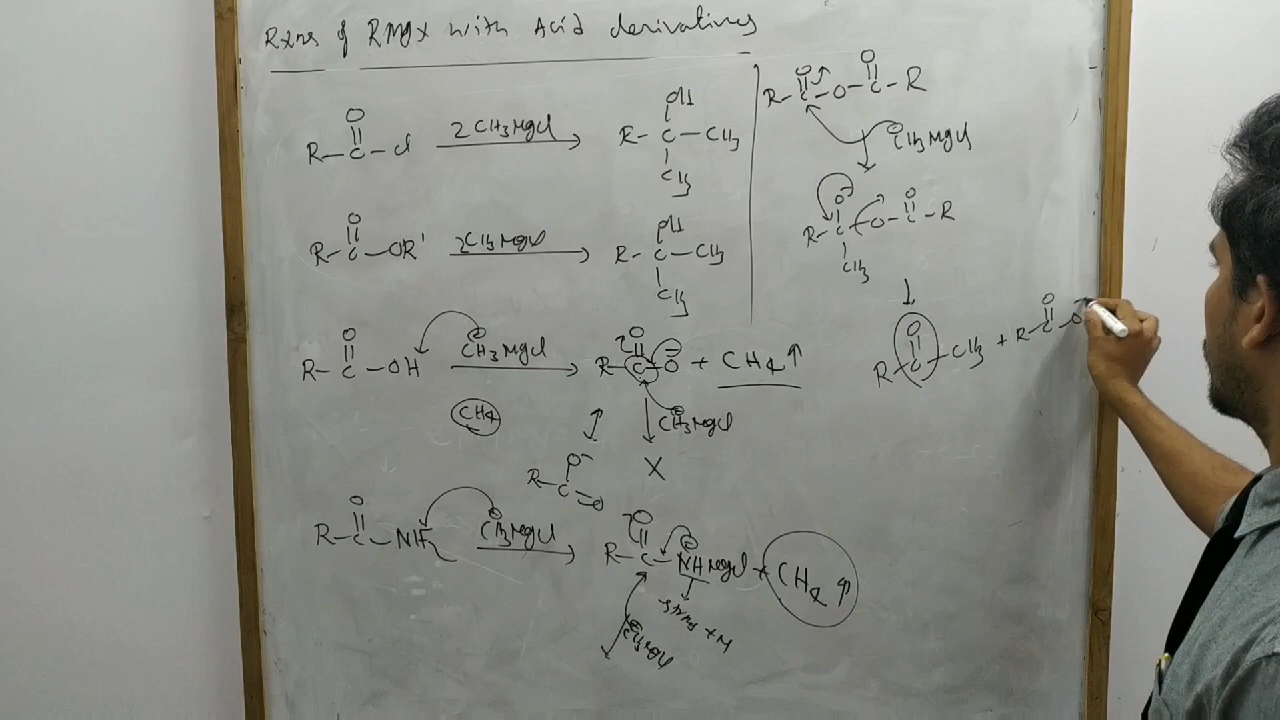 Rxns of RMgX with Acid derivatives
O
R-C-Cl 2CH3MgCl
OH
R-C-CH3
CH3
O
R-C-OR' 2CH3MgCl
OH
R-C-CH3
CH3
O
R-C-OH CH3MgCl
O
R-C-O + CH4↑
CH4
CH3MgCl
X
O-
R-C=O
O
R-C-NH2 CH3MgCl
O
R-C-NHMgCl + CH4↑
O O
R-C-O-C-R
CH3MgCl
O O
R-C-O-C-R
CH3
O O
R-C-CH3 + R-C-O